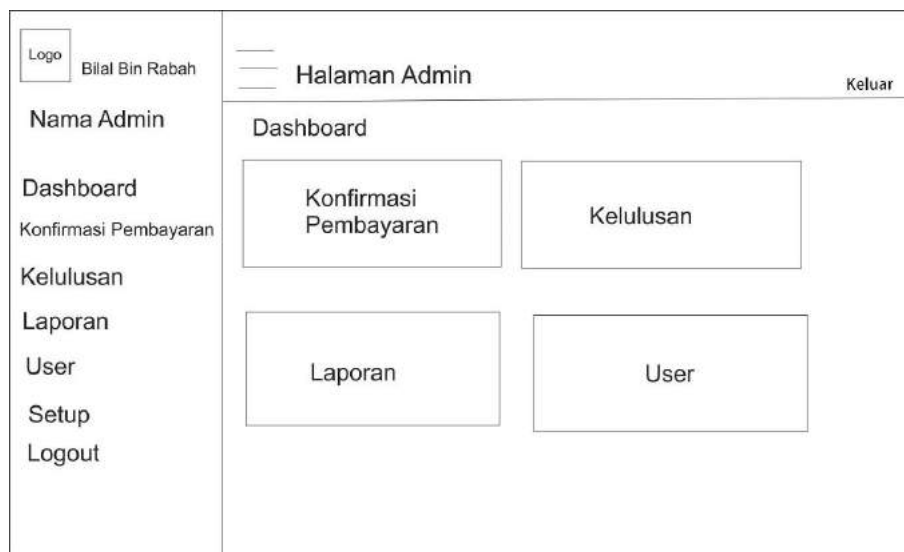 Logo
Bilal Bin Rabah
Nama Admin
Dashboard
Konfirmasi Pembayaran
Kelulusan
Laporan
User
Setup
Logout
Halaman Admin
Keluar
Dashboard
Konfirmasi
Pembayaran
Kelulusan
Laporan
User